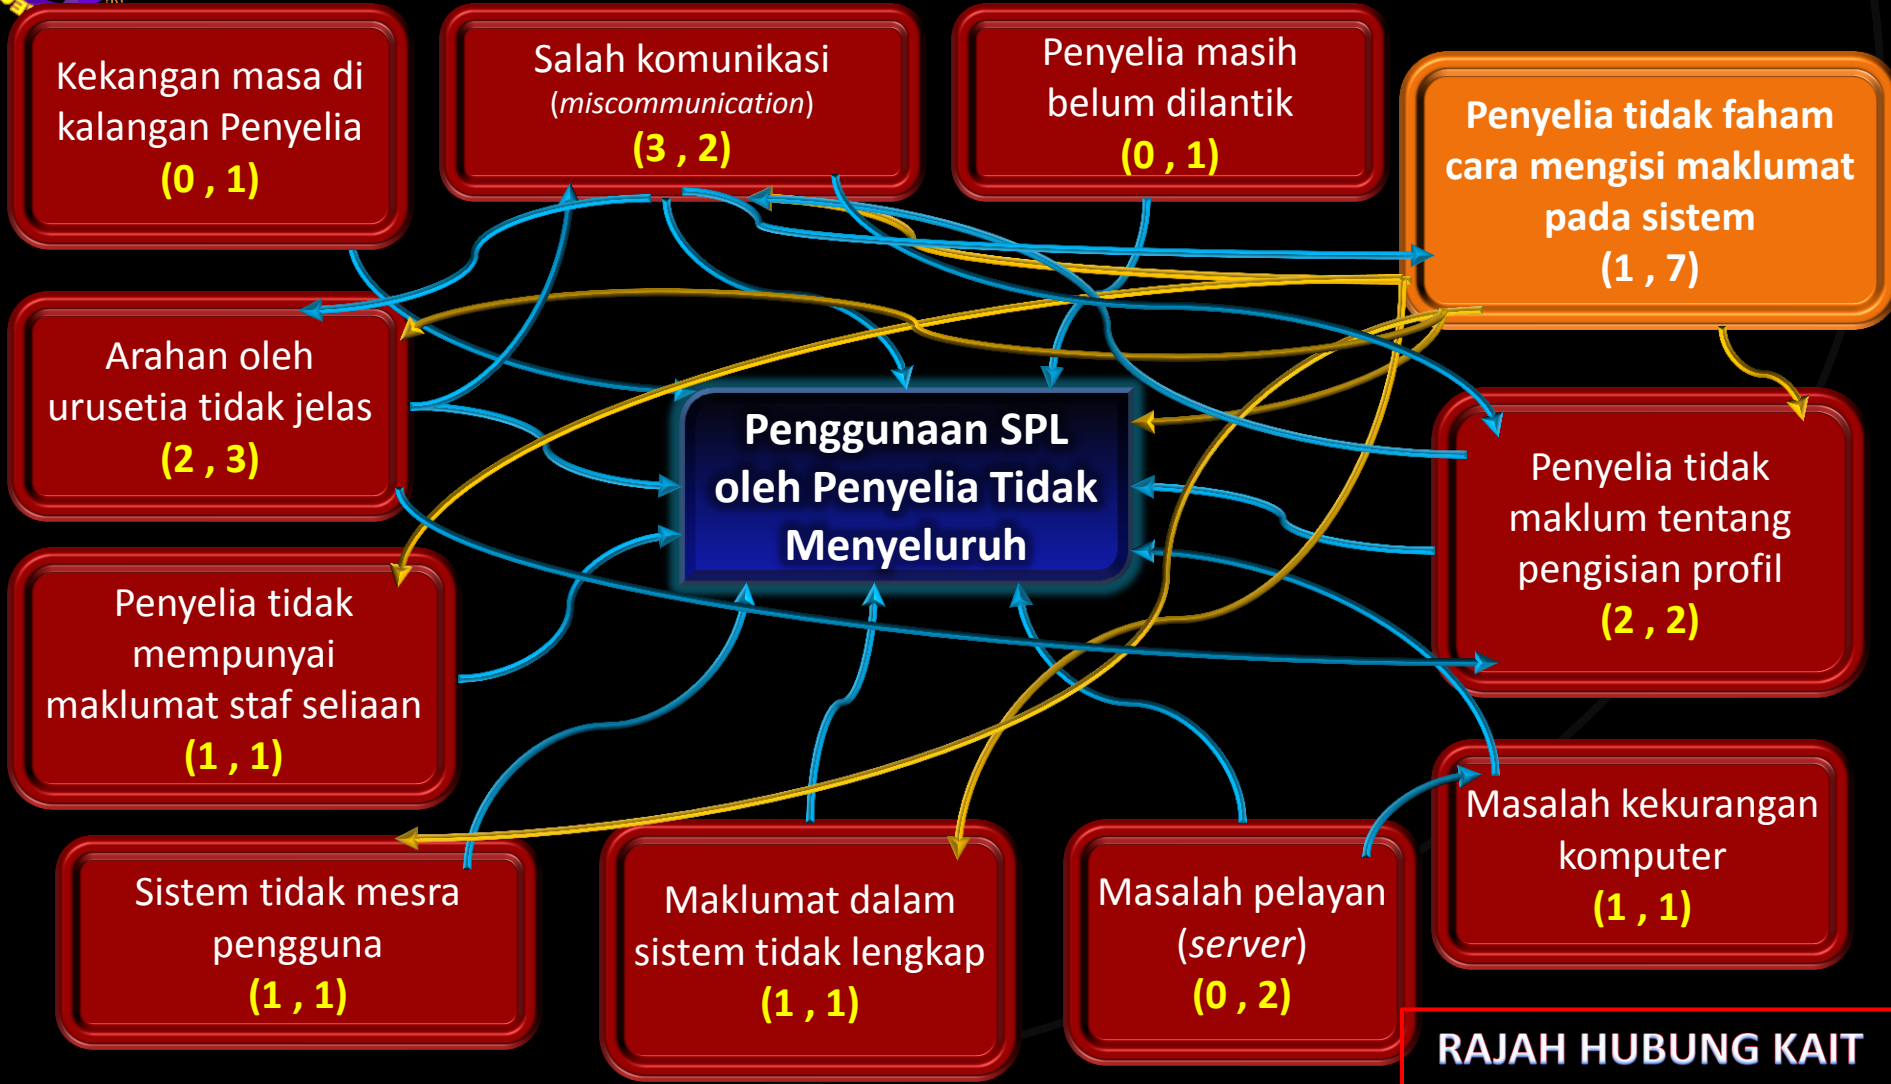 Kekangan masa di
kalangan Penyelia
(0 , 1)
Salah komunikasi
(miscommunication)
(3 , 2)
Penyelia masih
belum dilantik
(0 , 1)
Penyelia tidak faham
cara mengisi maklumat
pada sistem
(1 , 7)
Arahan oleh
urusetia tidak jelas
(2 , 3)
Penggunaan SPL
oleh Penyelia Tidak
Menyeluruh
Penyelia tidak
maklum tentang
pengisian profil
(2 , 2)
Penyelia tidak
mempunyai
maklumat staf seliaan
(1 , 1)
Masalah kekurangan
komputer
(1 , 1)
Sistem tidak mesra
pengguna
(1 , 1)
Maklumat dalam
sistem tidak lengkap
(1 , 1)
Masalah pelayan
(server)
(0 , 2)
RAJAH HUBUNG KAIT